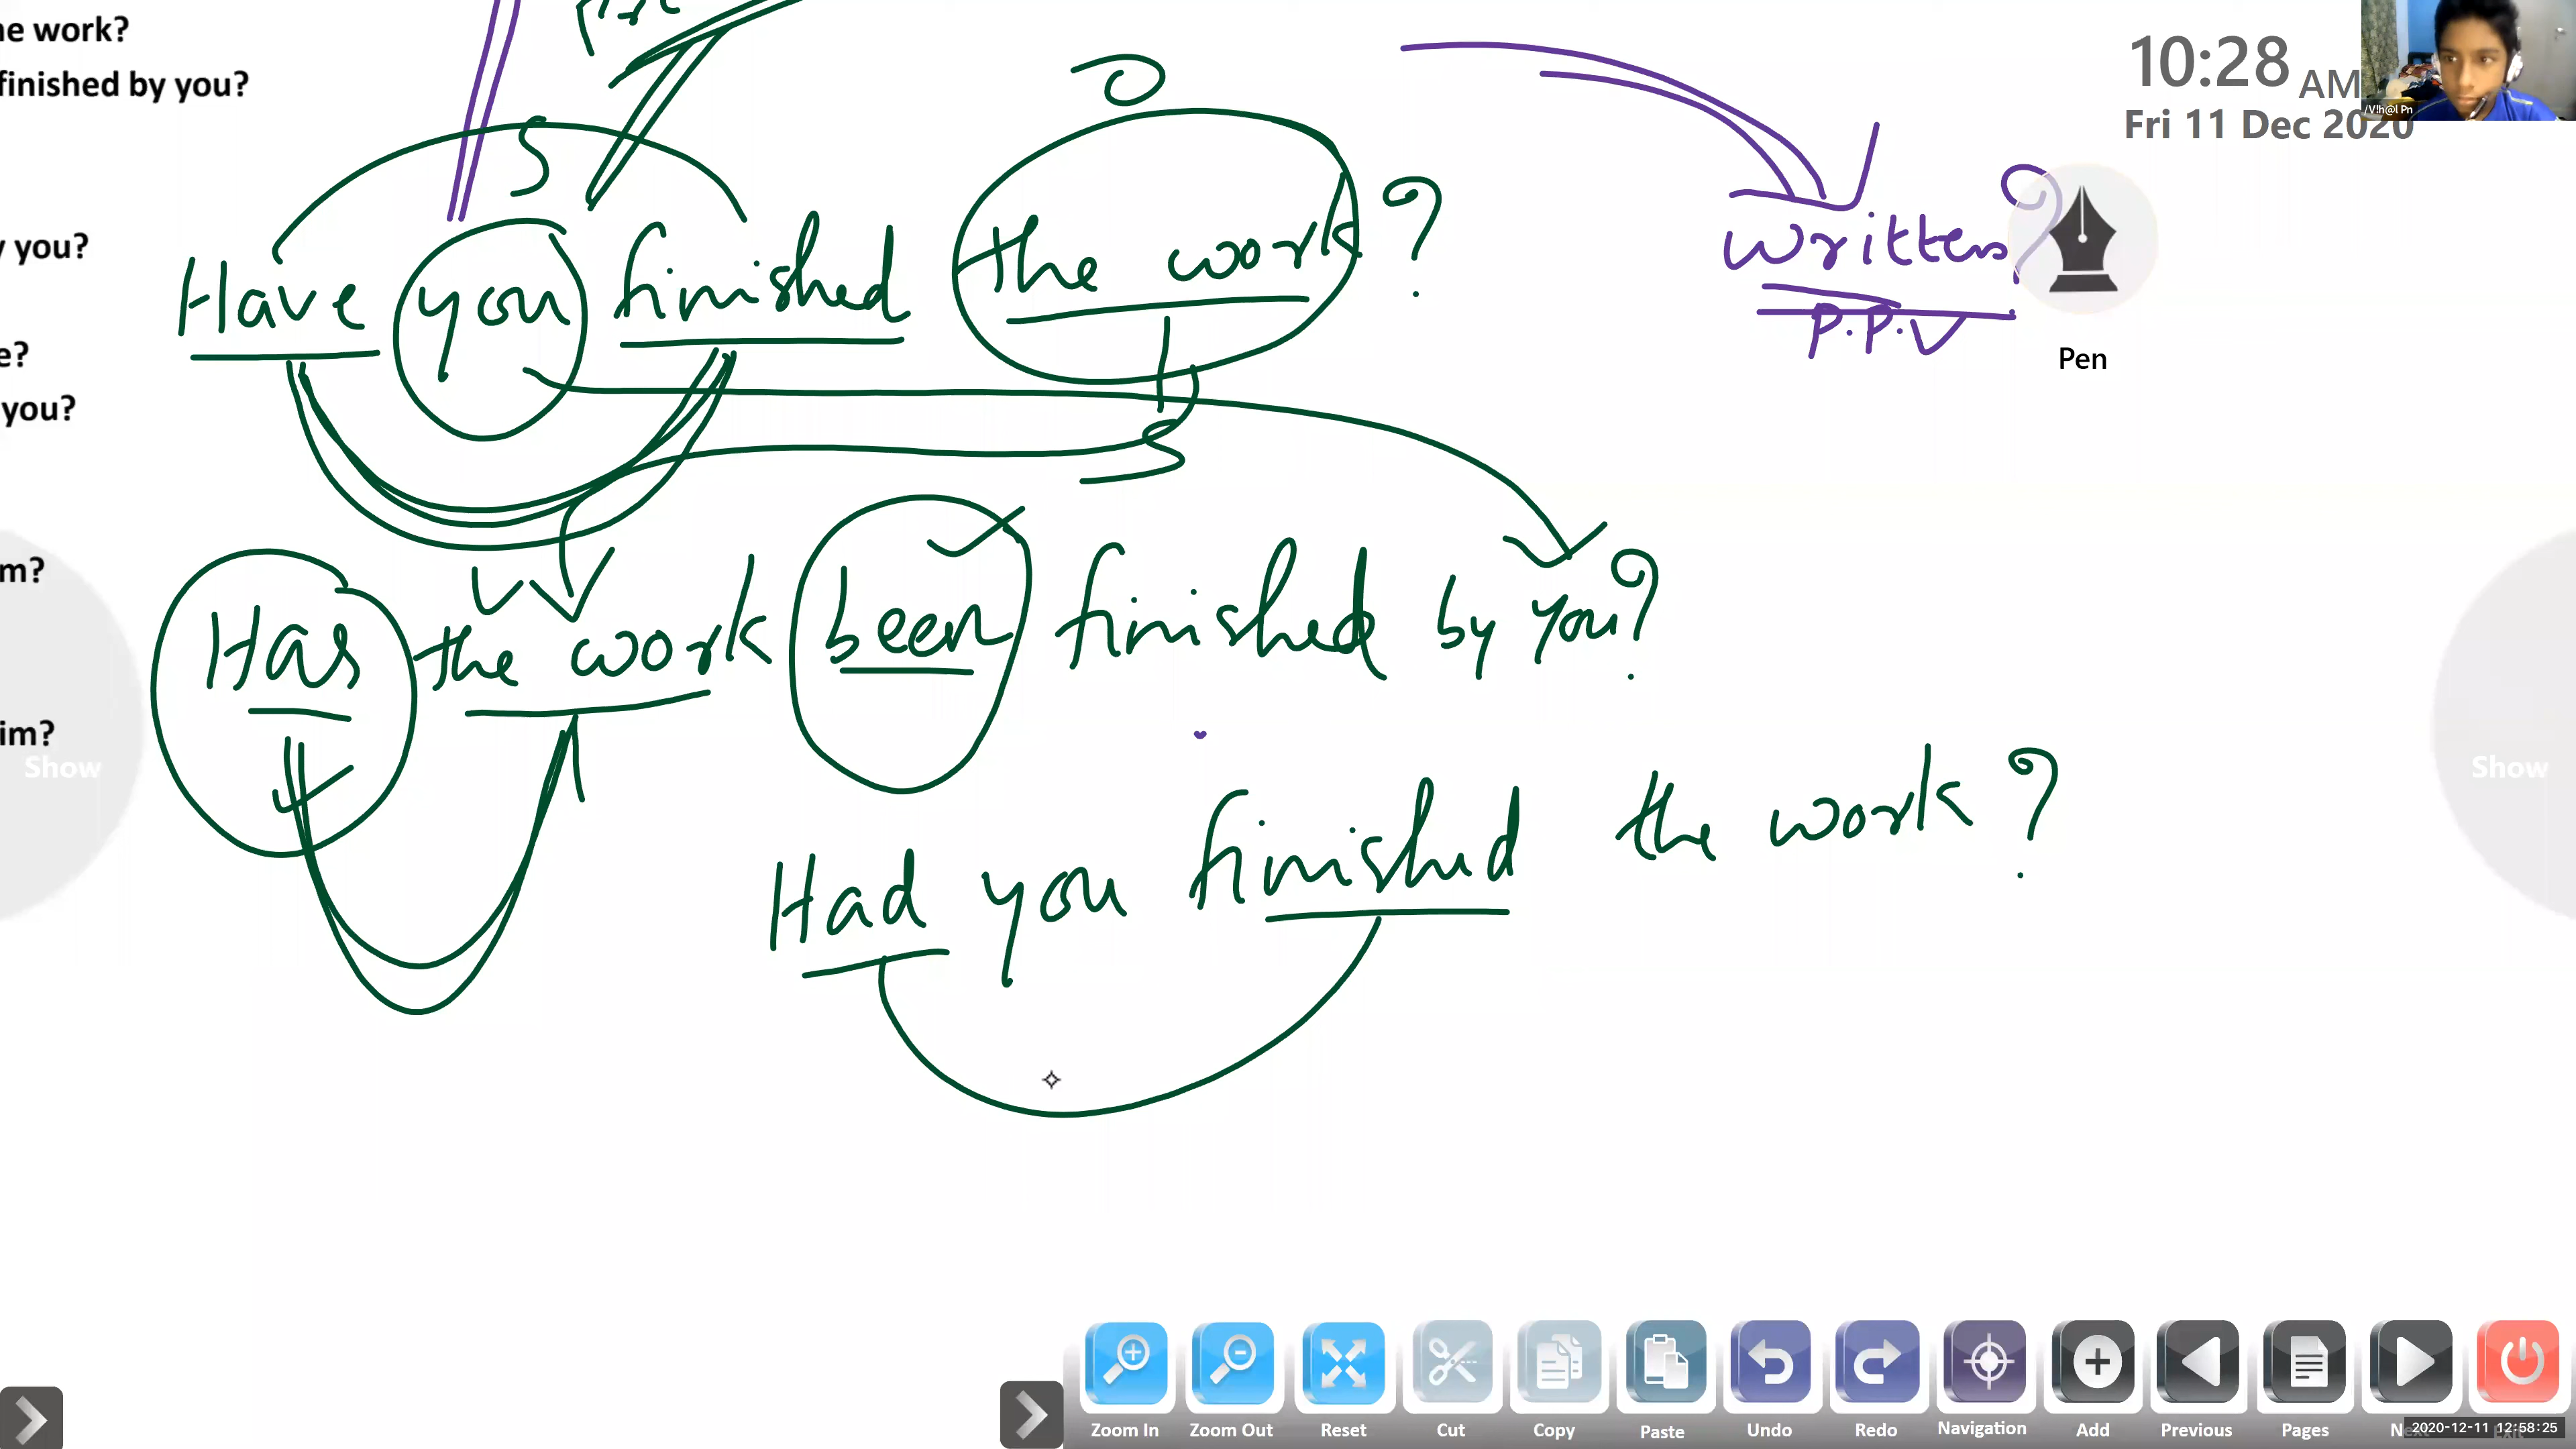 he work?
finished by you?
10:28 AM
Fri 11 Dec 2020
/V!h@l Pn
O
S
Have you finished the work?
written?
P.P.V
Pen
y you?
e?
you?
S
m?
Has the work been finished by you?
im?
Show
Show
Had you finished the work?
Zoom In Zoom Out Reset Cut Copy Paste Undo Redo Navigation Add Previous Pages
2020-12-11 12:58:25